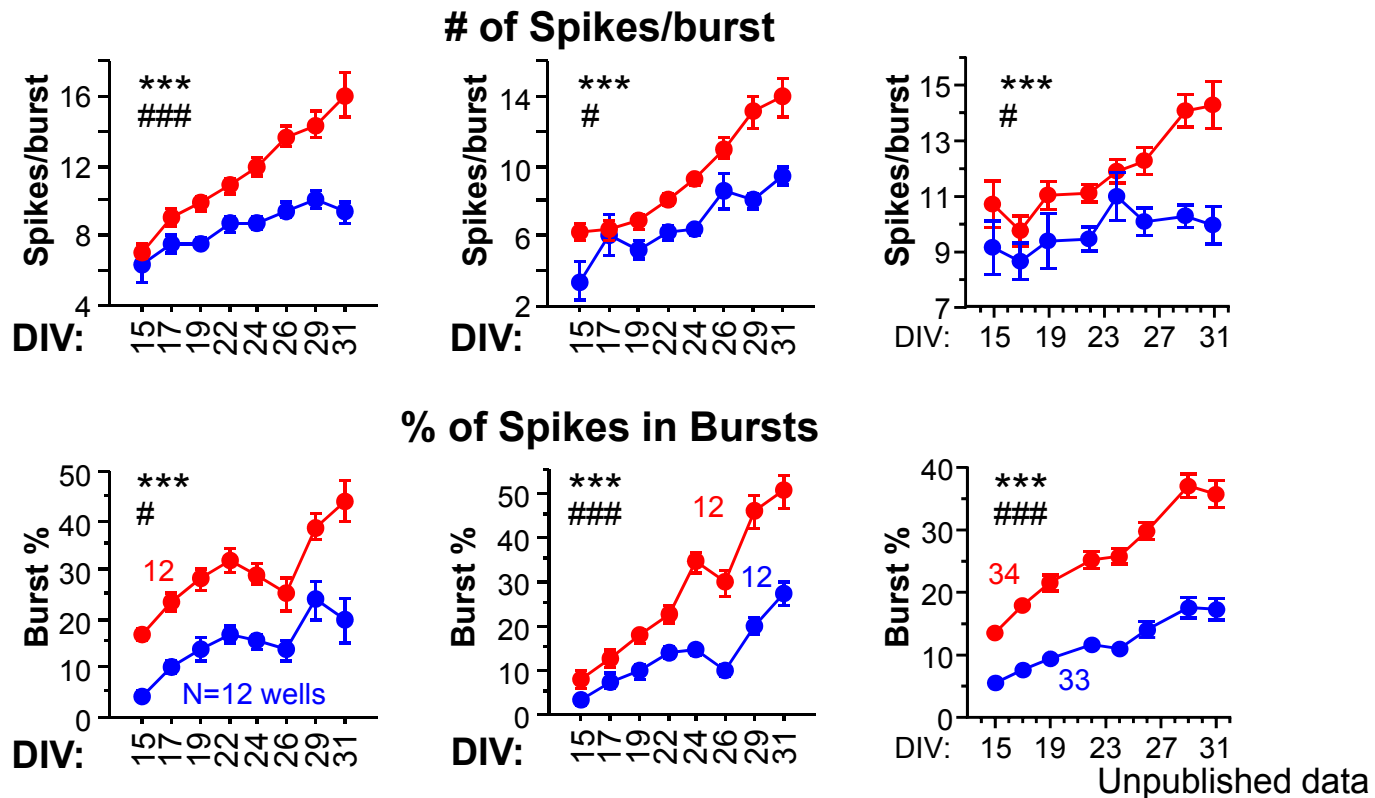 # of Spikes/burst
Spikes/burst
16
12
8
4
***
###
DIV: 15 17 19 22 24 26 29 31
Spikes/burst
14
10
6
2
***
#
DIV: 15 17 19 22 24 26 29 31
Spikes/burst
15
13
11
9
7
***
#
DIV: 15 19 23 27 31
% of Spikes in Bursts
Burst %
50
40
30
20
10
0
***
#
12
N=12 wells
DIV: 15 17 19 22 24 26 29 31
Burst %
50
40
30
20
10
0
***
###
12
12
DIV: 15 17 19 22 24 26 29 31
Burst %
40
30
20
10
0
***
###
34
33
DIV: 15 19 23 27 31
Unpublished data